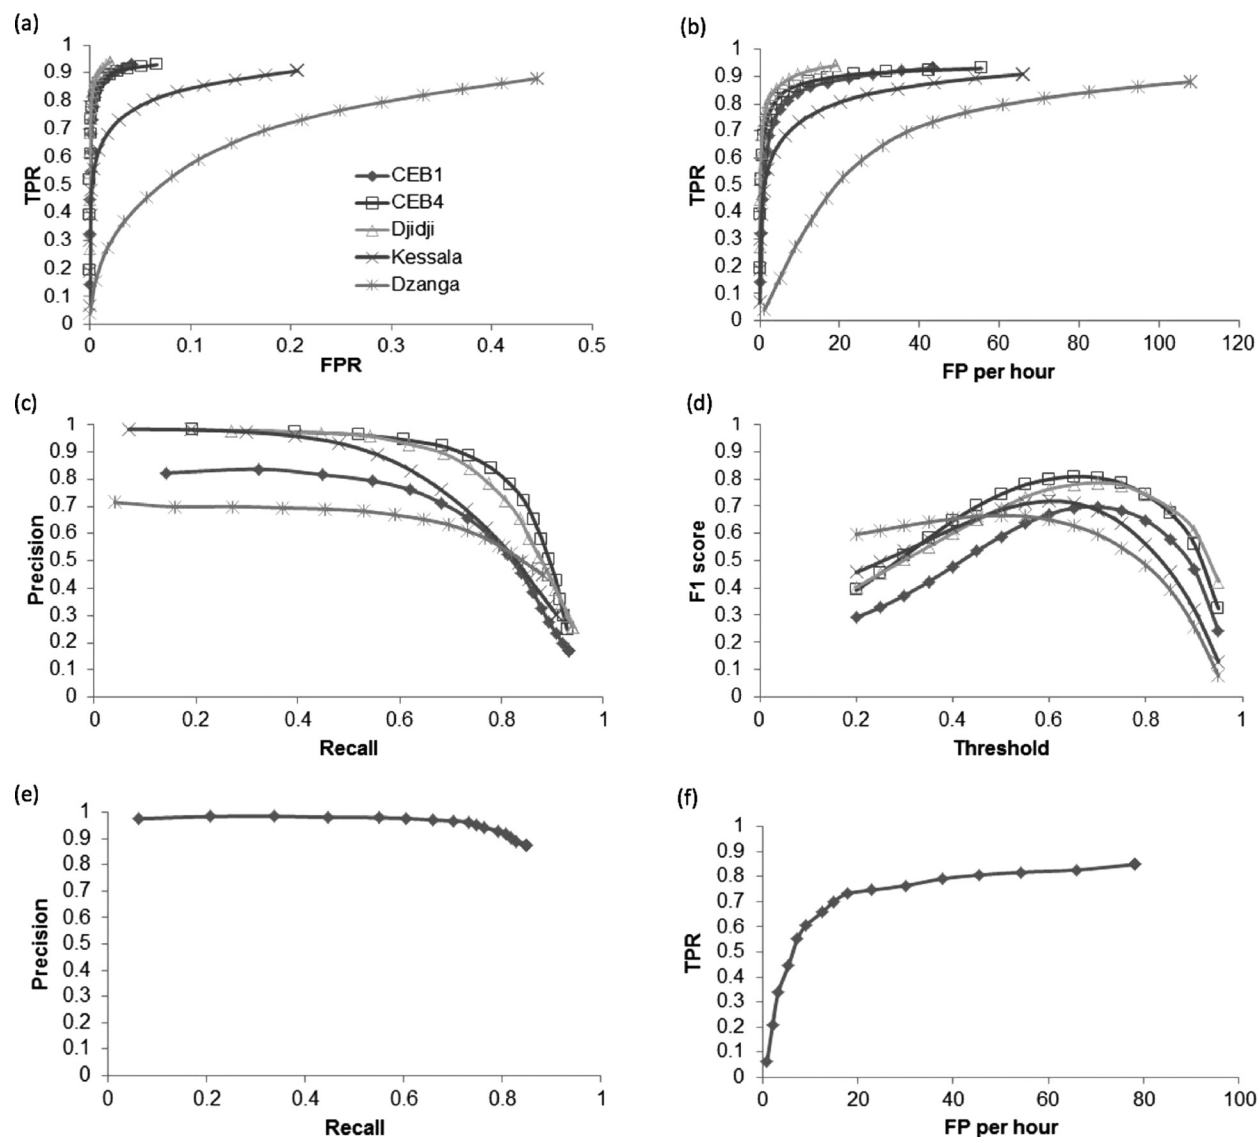 (a)
1
0.9
0.8
0.7
0.6
0.5
0.4
0.3
0.2
0.1
0
TPR
0 0.1 0.2 0.3 0.4 0.5
FPR
CEB1
CEB4
Djidji
Kessala
Dzanga
(b)
1
0.9
0.8
0.7
0.6
0.5
0.4
0.3
0.2
0.1
0
TPR
0 20 40 60 80 100 120
FP per hour
(c)
1
0.9
0.8
0.7
0.6
0.5
0.4
0.3
0.2
0.1
0
Precision
0 0.2 0.4 0.6 0.8 1
Recall
(d)
1
0.9
0.8
0.7
0.6
0.5
0.4
0.3
0.2
0.1
0
F1 score
0 0.2 0.4 0.6 0.8 1
Threshold
(e)
1
0.9
0.8
0.7
0.6
0.5
0.4
0.3
0.2
0.1
0
Precision
0 0.2 0.4 0.6 0.8 1
Recall
(f)
1
0.9
0.8
0.7
0.6
0.5
0.4
0.3
0.2
0.1
0
TPR
0 20 40 60 80 100
FP per hour